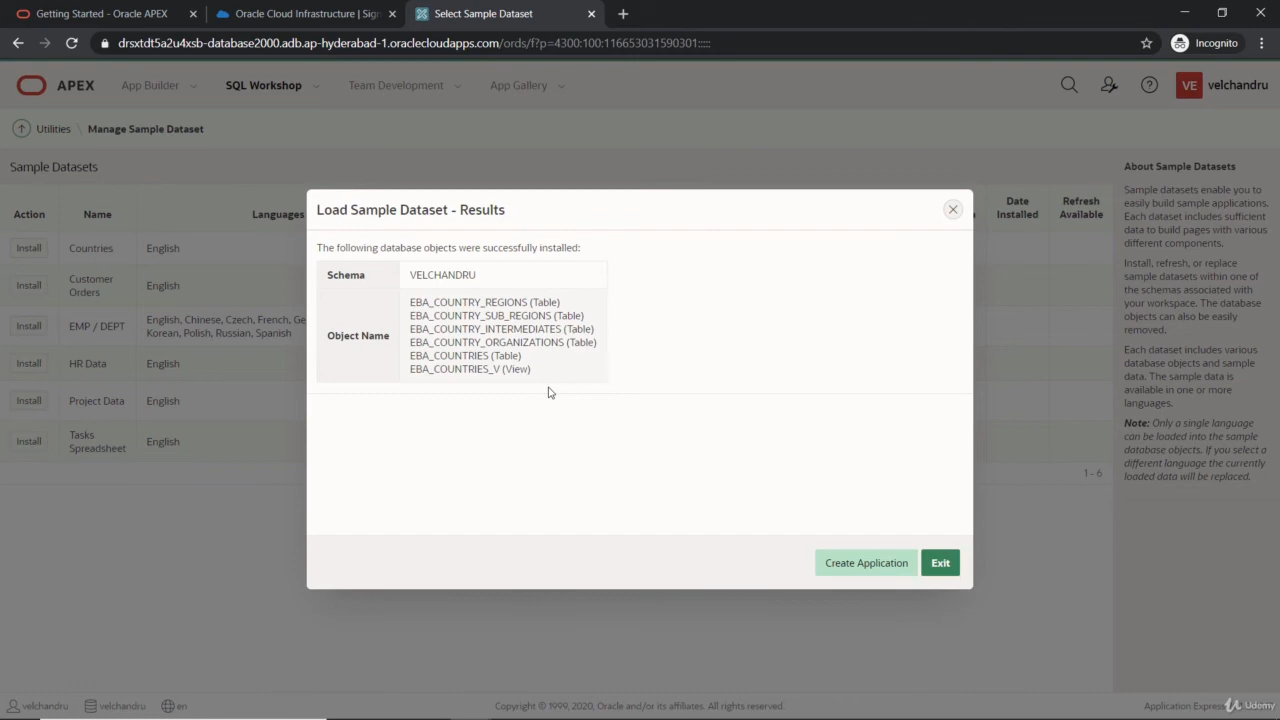 Getting Started - Oracle APEX
Oracle Cloud Infrastructure | Sign
Select Sample Dataset
drsxtdt5a2u4xsb-database2000.adb.ap-hyderabad-1.oraclecloudapps.com/ords/f?p=4300:100:116653031590301:::::
Incognito
APEX
App Builder
SQL Workshop
Team Development
App Gallery
VE
velchandru
Utilities \ Manage Sample Dataset
Sample Datasets
Action
Name
Languages
Date Installed
Refresh Available
Install Countries English
Install Customer Orders English
Install EMP / DEPT English, Chinese, Czech, French, Ge
Korean, Polish, Russian, Spanish
Install HR Data English
Install Project Data English
Install Tasks Spreadsheet English
1 - 6
Load Sample Dataset - Results
The following database objects were successfully installed:
Schema VELCHANDRU
Object Name
EBA_COUNTRY_REGIONS (Table)
EBA_COUNTRY_SUB_REGIONS (Table)
EBA_COUNTRY_INTERMEDIATES (Table)
EBA_COUNTRY_ORGANIZATIONS (Table)
EBA_COUNTRIES (Table)
EBA_COUNTRIES_V (View)
Create Application
Exit
About Sample Datasets
Sample datasets enable you to
easily build sample applications.
Each dataset includes sufficient
data to build pages with various
different components.
Install, refresh, or replace
sample datasets within one of
the schemas associated with
your workspace. The database
objects can also be easily
removed.
Each dataset includes various
database objects and sample
data. The sample data is
available in one or more
languages.
Note: Only a single language
can be loaded into the sample
database objects. If you select a
different language the currently
loaded data will be replaced.
velchandru
velchandru
en
Copyright © 1999, 2020, Oracle and/or its affiliates. All rights reserved.
Application Express
Udemy